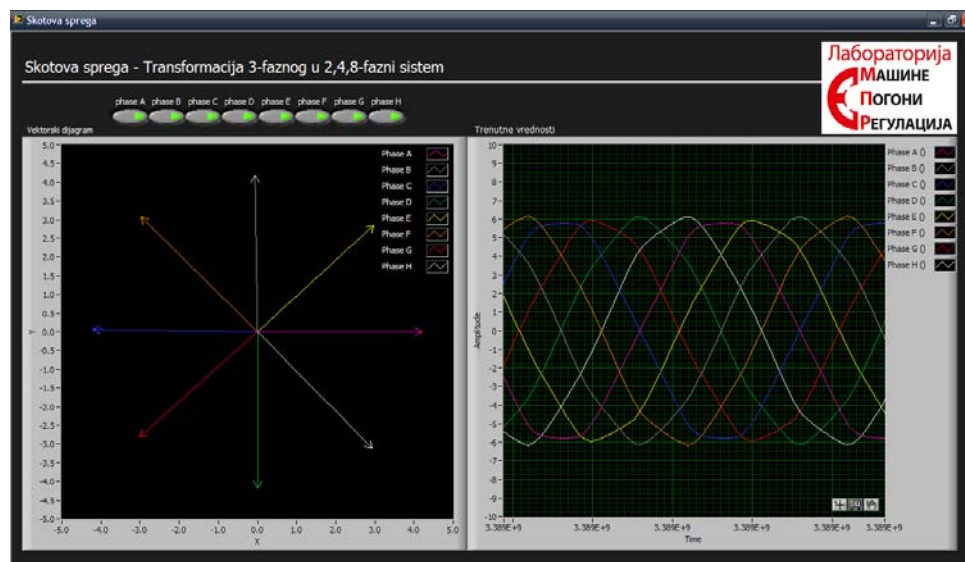 Skotova sprega
Skotova sprega - Transformacija 3-faznog u 2,4,8-fazni sistem
Лабораторија
МАШИНЕ
ПОГОНИ
РЕГУЛАЦИЈА
phase A phase B phase C phase D phase E phase F phase G phase H
Vektorski dijagram
5.0
4.5
4.0
3.5
3.0
2.5
2.0
1.5
1.0
0.5
0.0
-0.5
-1.0
-1.5
-2.0
-2.5
-3.0
-3.5
-4.0
-4.5
-5.0
Y
-5.0 -4.0 -3.0 -2.0 -1.0 0.0 1.0 2.0 3.0 4.0 5.0
X
Phase A
Phase B
Phase C
Phase D
Phase E
Phase F
Phase G
Phase H
Trenutne vrednosti
10
9
8
7
6
5
4
3
2
1
0
-1
-2
-3
-4
-5
-6
-7
-8
-9
-10
Amplitude
3.389E+9 3.389E+9 3.389E+9 3.389E+9 3.389E+9 3.389E+9
Time
Phase A ()
Phase B ()
Phase C ()
Phase D ()
Phase E ()
Phase F ()
Phase G ()
Phase H ()